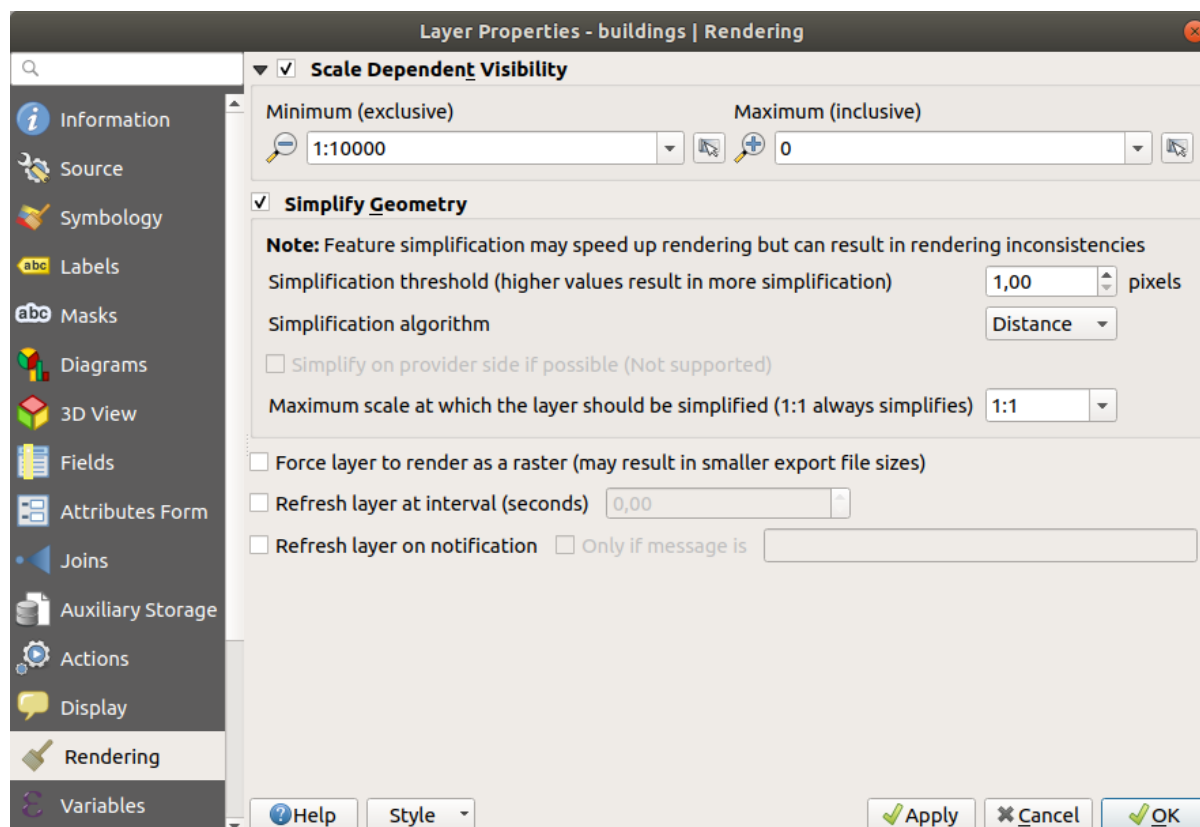 Layer Properties - buildings | Rendering
Information
Source
Symbology
abc Labels
abc Masks
Diagrams
3D View
Fields
Attributes Form
Joins
Auxiliary Storage
Actions
Display
Rendering
Variables
Scale Dependent Visibility
Minimum (exclusive) Maximum (inclusive)
1:10000 0
Simplify Geometry
Note: Feature simplification may speed up rendering but can result in rendering inconsistencies
Simplification threshold (higher values result in more simplification) 1,00 pixels
Simplification algorithm Distance
Simplify on provider side if possible (Not supported)
Maximum scale at which the layer should be simplified (1:1 always simplifies) 1:1
Force layer to render as a raster (may result in smaller export file sizes)
Refresh layer at interval (seconds) 0,00
Refresh layer on notification Only if message is
Help Style Apply Cancel OK